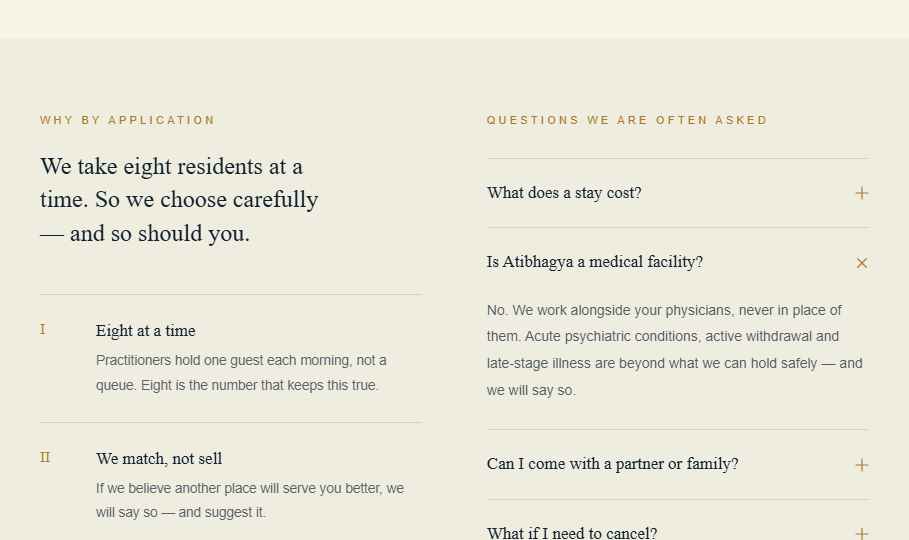 WHY BY APPLICATION
We take eight residents at a
time. So we choose carefully
— and so should you.
I
Eight at a time
Practitioners hold one guest each morning, not a
queue. Eight is the number that keeps this true.
II
We match, not sell
If we believe another place will serve you better, we
will say so — and suggest it.
QUESTIONS WE ARE OFTEN ASKED
What does a stay cost?
Is Atibhagya a medical facility?
No. We work alongside your physicians, never in place of
them. Acute psychiatric conditions, active withdrawal and
late-stage illness are beyond what we can hold safely — and
we will say so.
Can I come with a partner or family?
What if I need to cancel?